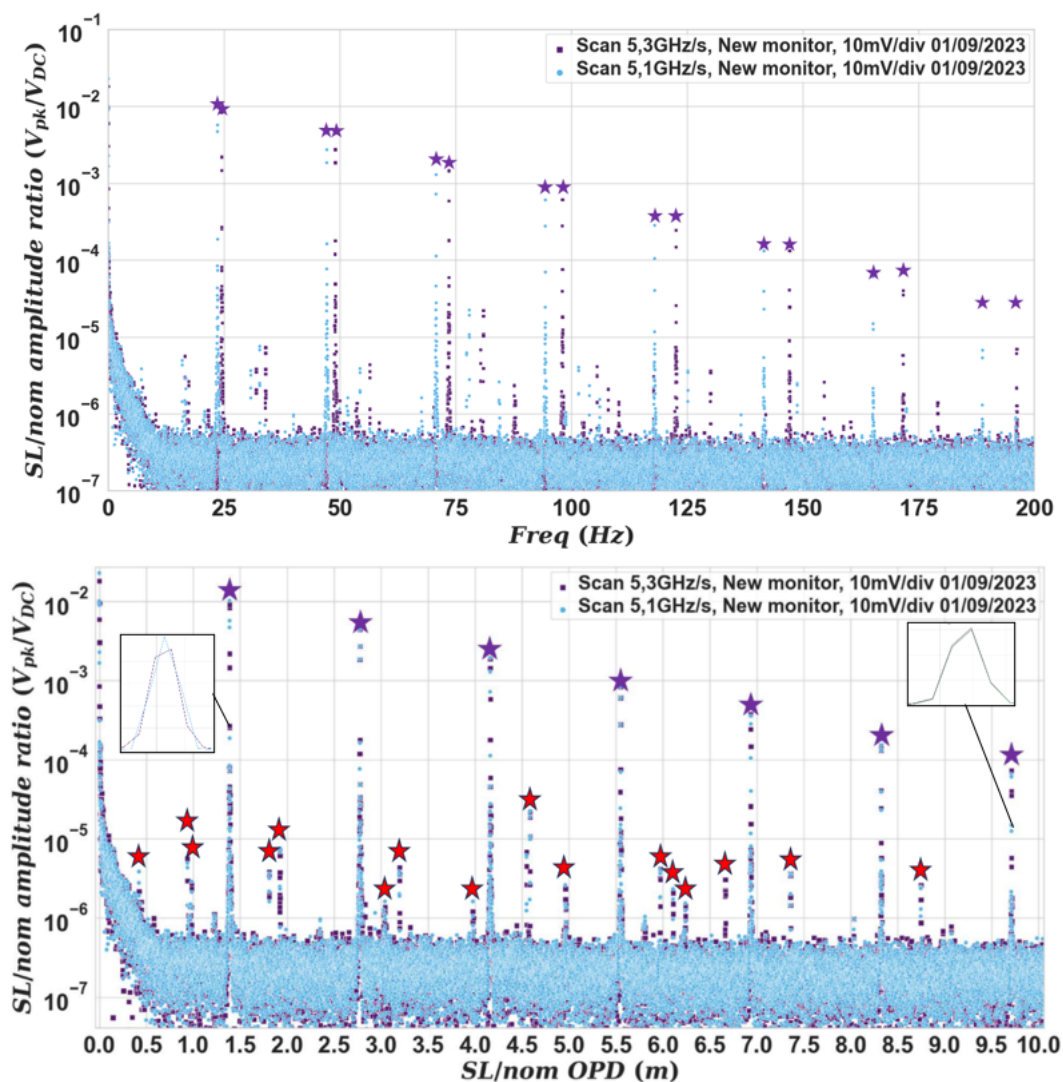 10⁻¹
Scan 5,3GHz/s, New monitor, 10mV/div 01/09/2023
Scan 5,1GHz/s, New monitor, 10mV/div 01/09/2023
10⁻²
10⁻³
10⁻⁴
10⁻⁵
10⁻⁶
10⁻⁷
SL/nom amplitude ratio (V_pk/V_DC)
0 25 50 75 100 125 150 175 200
Freq (Hz)
Scan 5,3GHz/s, New monitor, 10mV/div 01/09/2023
Scan 5,1GHz/s, New monitor, 10mV/div 01/09/2023
10⁻²
10⁻³
10⁻⁴
10⁻⁵
10⁻⁶
10⁻⁷
SL/nom amplitude ratio (V_pk/V_DC)
0.0 0.5 1.0 1.5 2.0 2.5 3.0 3.5 4.0 4.5 5.0 5.5 6.0 6.5 7.0 7.5 8.0 8.5 9.0 9.5 10.0
SL/nom OPD (m)